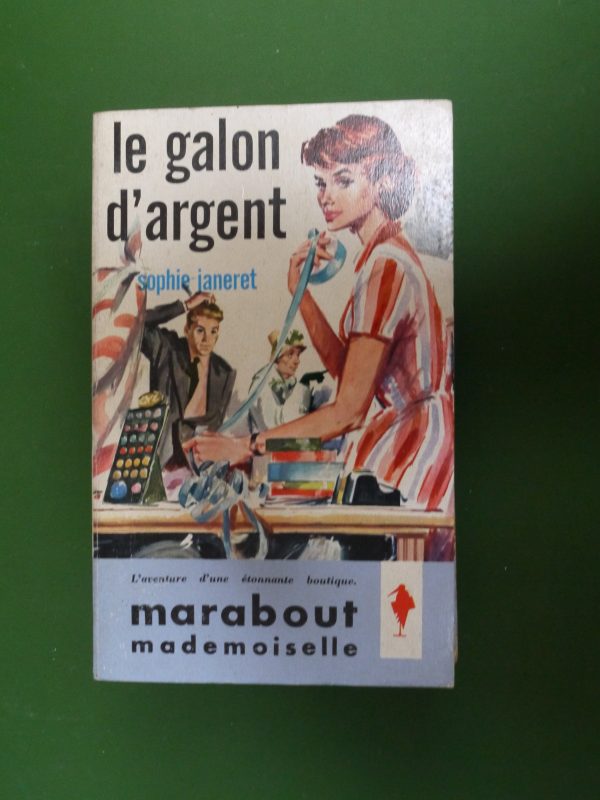 le galon
d'argent
sophie janeret
L'aventure d'une étonnante boutique.
marabout
mademoiselle